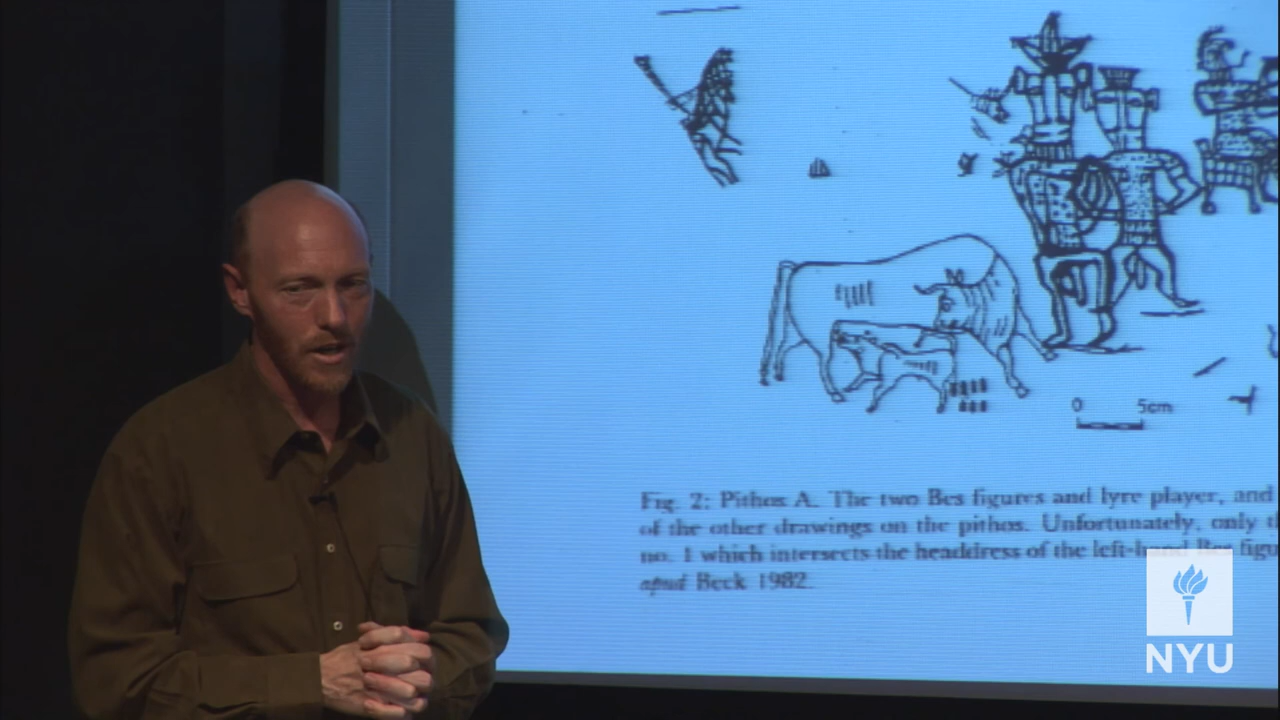 0 5cm
Fig. 2: Pithos A. The two Bes figures and lyre player, and
of the other drawings on the pithos. Unfortunately, only
no. 1 which intersects the headdress of the left-hand Bes
apud Beck 1982.
NYU